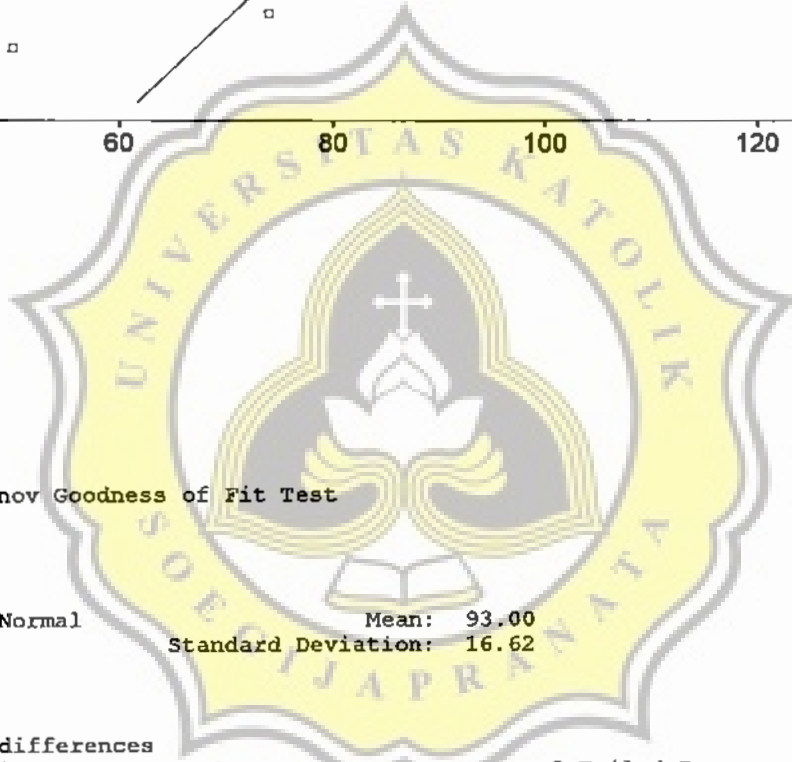 60 80 100 120
UNIVERSITAS KATOLIK
SOEGIJAPRANATA
nov Goodness of Fit Test
Normal Mean: 93.00
Standard Deviation: 16.62
differences